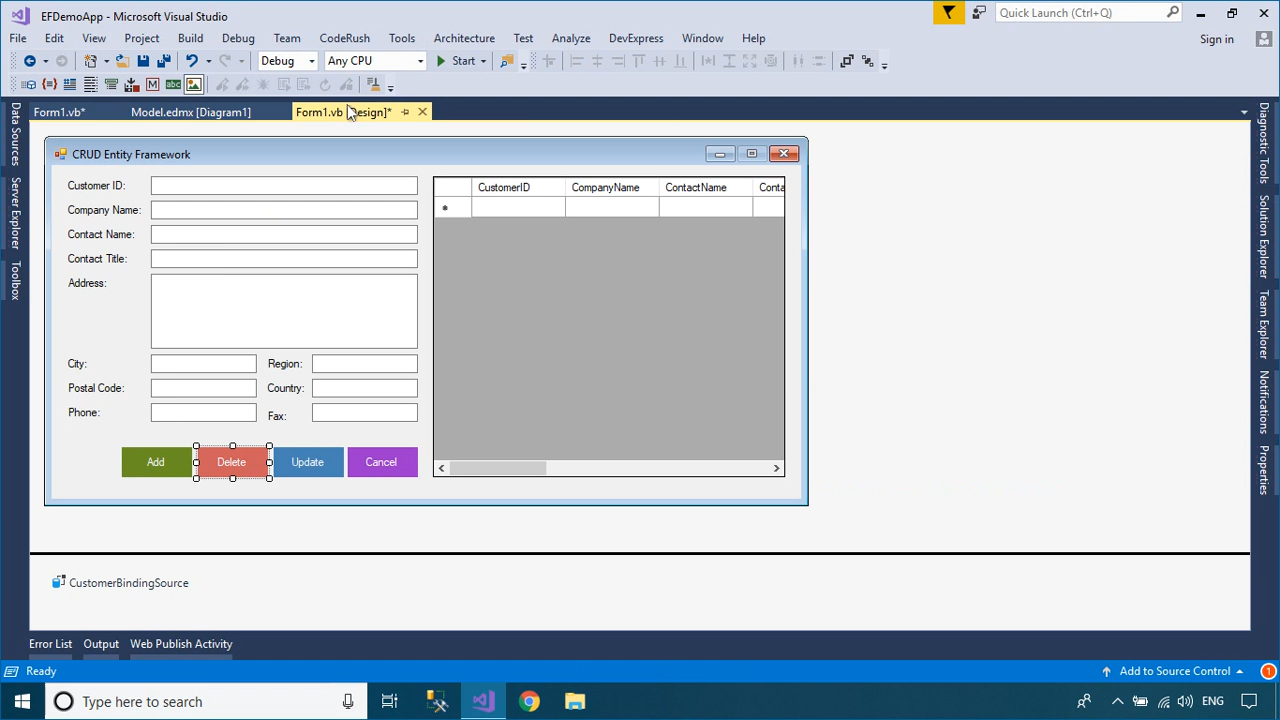 EFDemoApp - Microsoft Visual Studio
Quick Launch (Ctrl+Q)
File Edit View Project Build Debug Team CodeRush Tools Architecture Test Analyze DevExpress Window Help
Sign in
Debug Any CPU Start
Form1.vb* Model.edmx [Diagram1] Form1.vb [Design]*
Data Sources
Server Explorer
Toolbox
CRUD Entity Framework
Customer ID:
Company Name:
Contact Name:
Contact Title:
Address:
City: Region:
Postal Code: Country:
Phone: Fax:
Add Delete Update Cancel
CustomerID CompanyName ContactName Conta
CustomerBindingSource
Diagnostic Tools
Solution Explorer
Team Explorer
Notifications
Properties
Error List Output Web Publish Activity
Ready
Add to Source Control 1
Type here to search
ENG